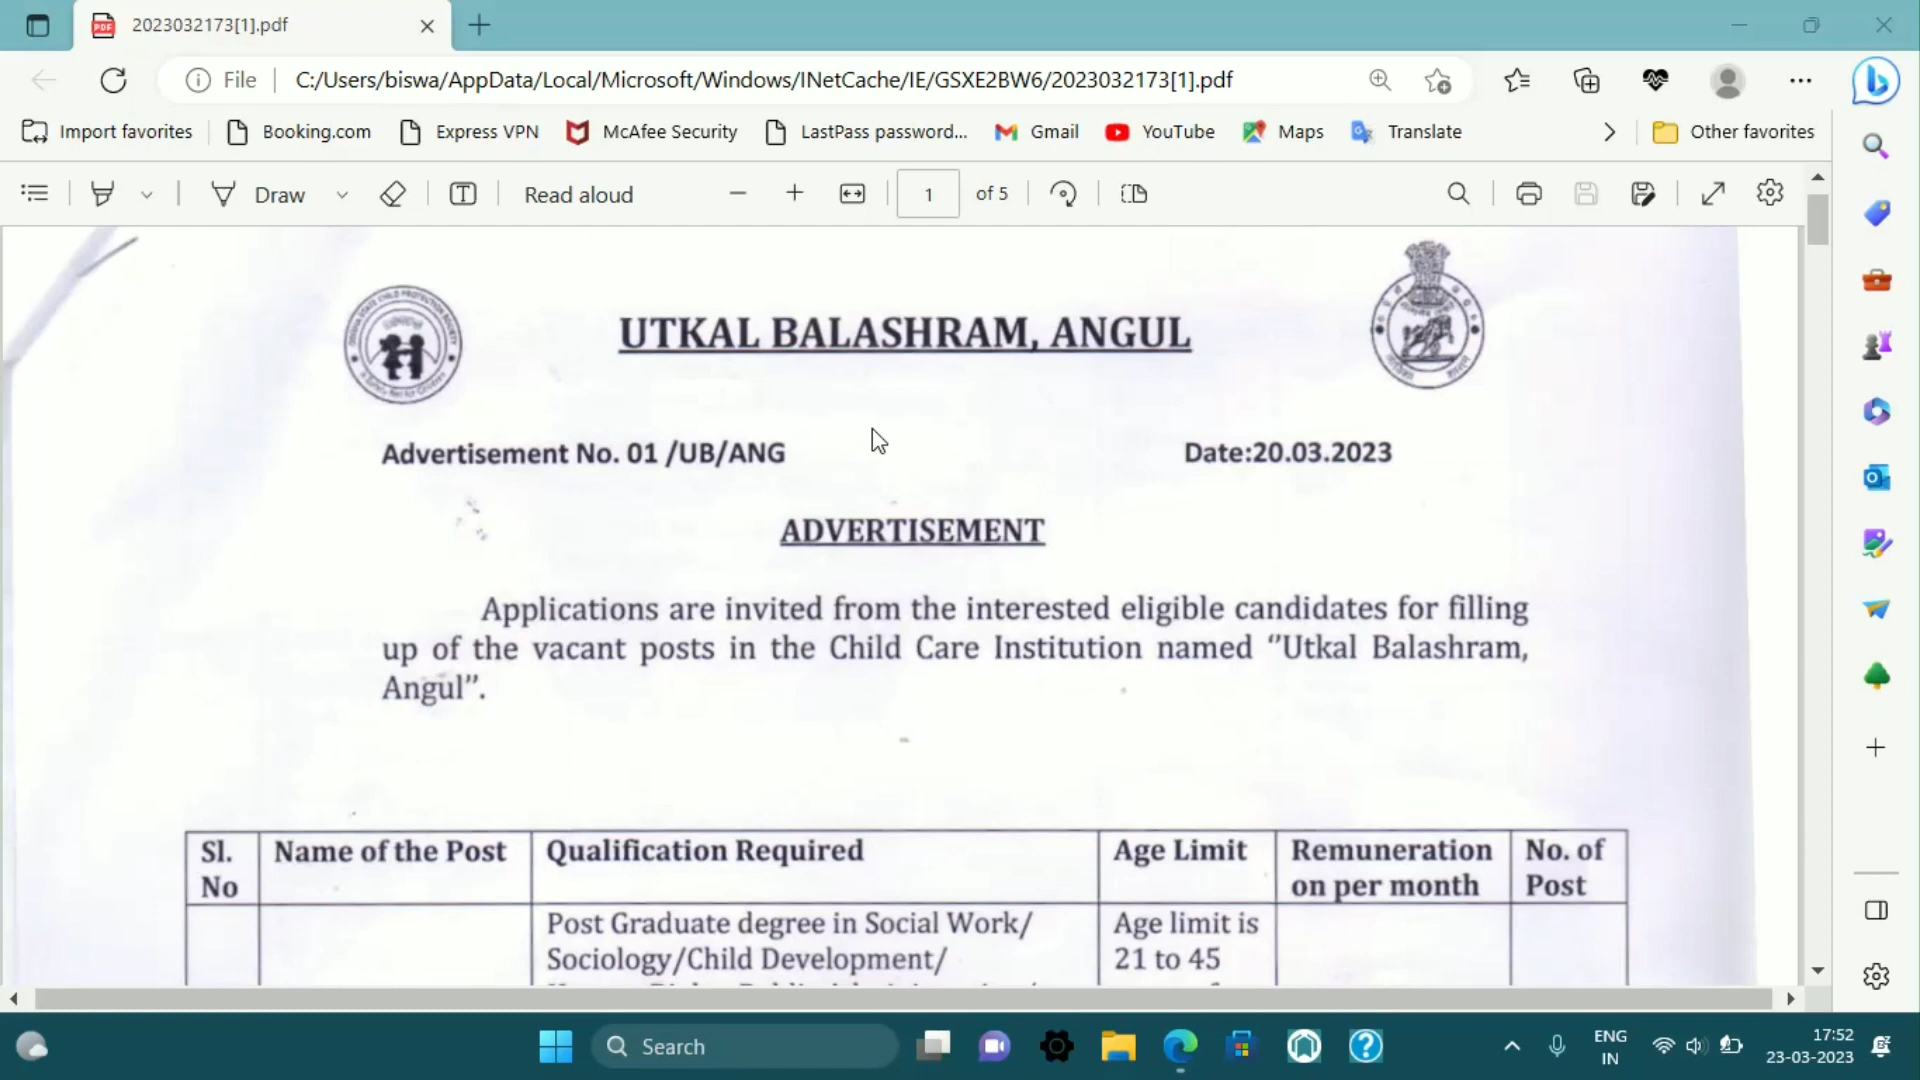 2023032173[1].pdf
File
C:/Users/biswa/AppData/Local/Microsoft/Windows/INetCache/IE/GSXE2BW6/2023032173[1].pdf
Import favorites
Booking.com
Express VPN
McAfee Security
LastPass password...
Gmail
YouTube
Maps
Translate
Other favorites
Draw
Read aloud
1
of 5
UTKAL BALASHRAM, ANGUL
Advertisement No. 01 /UB/ANG
Date:20.03.2023
ADVERTISEMENT
Applications are invited from the interested eligible candidates for filling
up of the vacant posts in the Child Care Institution named “Utkal Balashram,
Angul”.
Sl. No
Name of the Post
Qualification Required
Age Limit
Remuneration on per month
No. of Post
Post Graduate degree in Social Work/
Sociology/Child Development/
Age limit is
21 to 45
Search
ENG
IN
17:52
23-03-2023